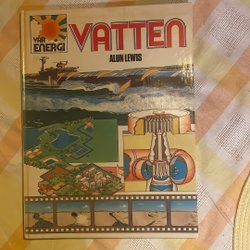 VÅR
ENERGI
VATTEN
ALUN LEWIS